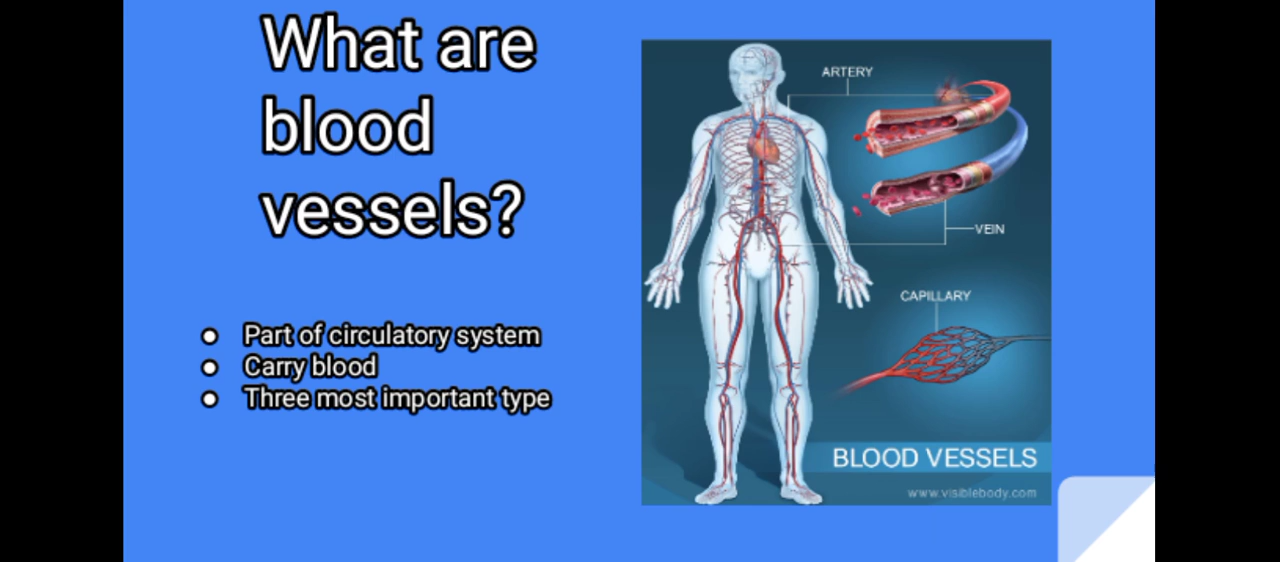 What are
blood
vessels?
● Part of circulatory system
● Carry blood
● Three most important type
ARTERY
VEIN
CAPILLARY
BLOOD VESSELS
www.visiblebody.com